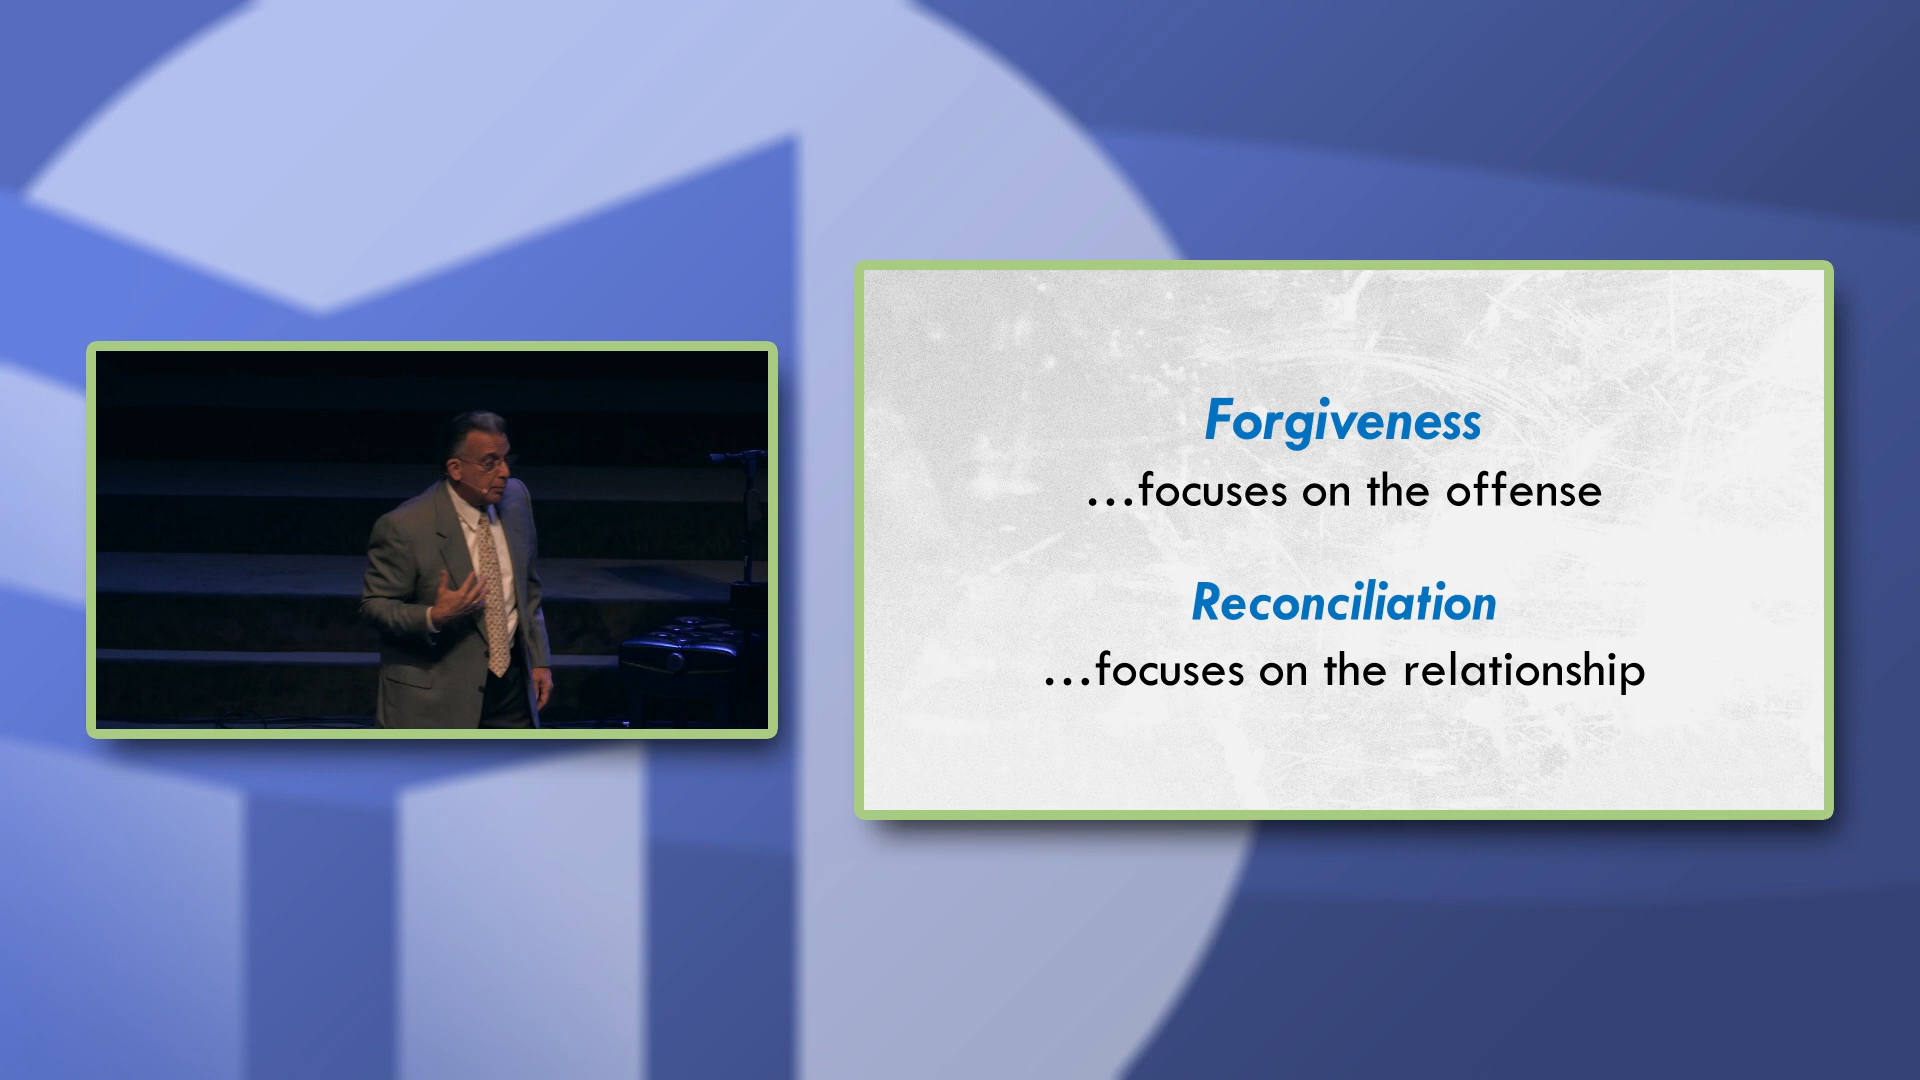 Forgiveness
…focuses on the offense
Reconciliation
…focuses on the relationship